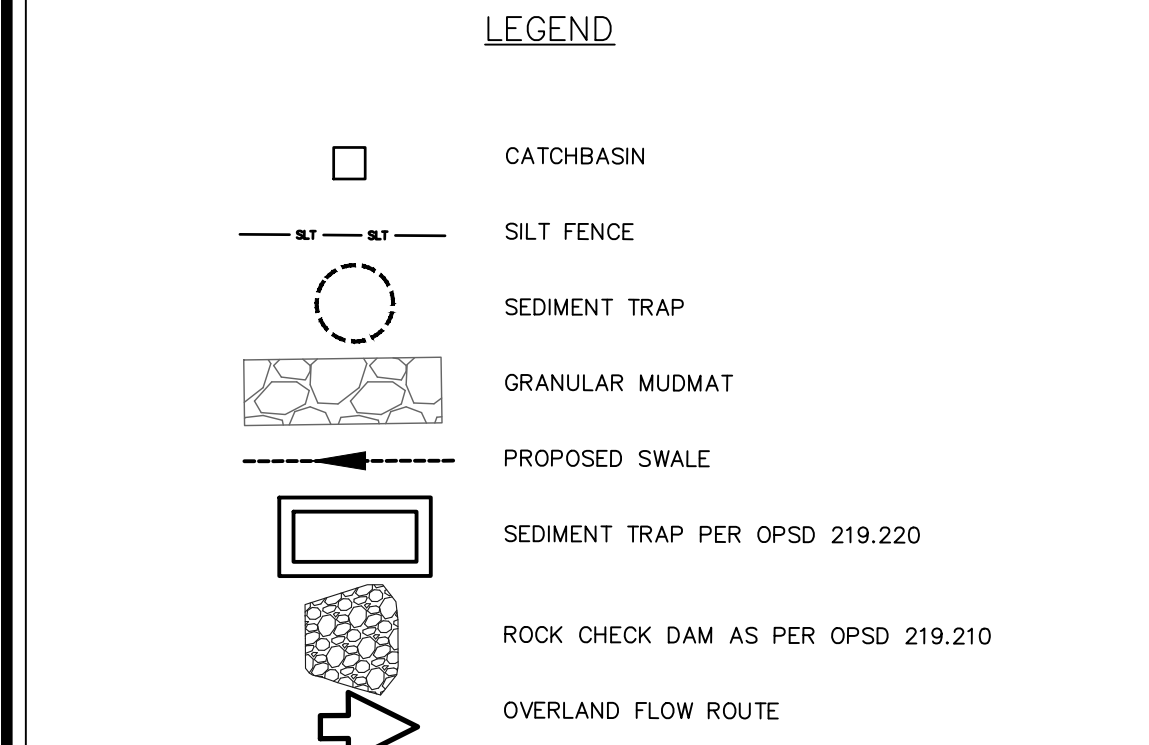 LEGEND
CATCHBASIN
SLT SLT
SILT FENCE
SEDIMENT TRAP
GRANULAR MUDMAT
PROPOSED SWALE
SEDIMENT TRAP PER OPSD 219.220
ROCK CHECK DAM AS PER OPSD 219.210
OVERLAND FLOW ROUTE